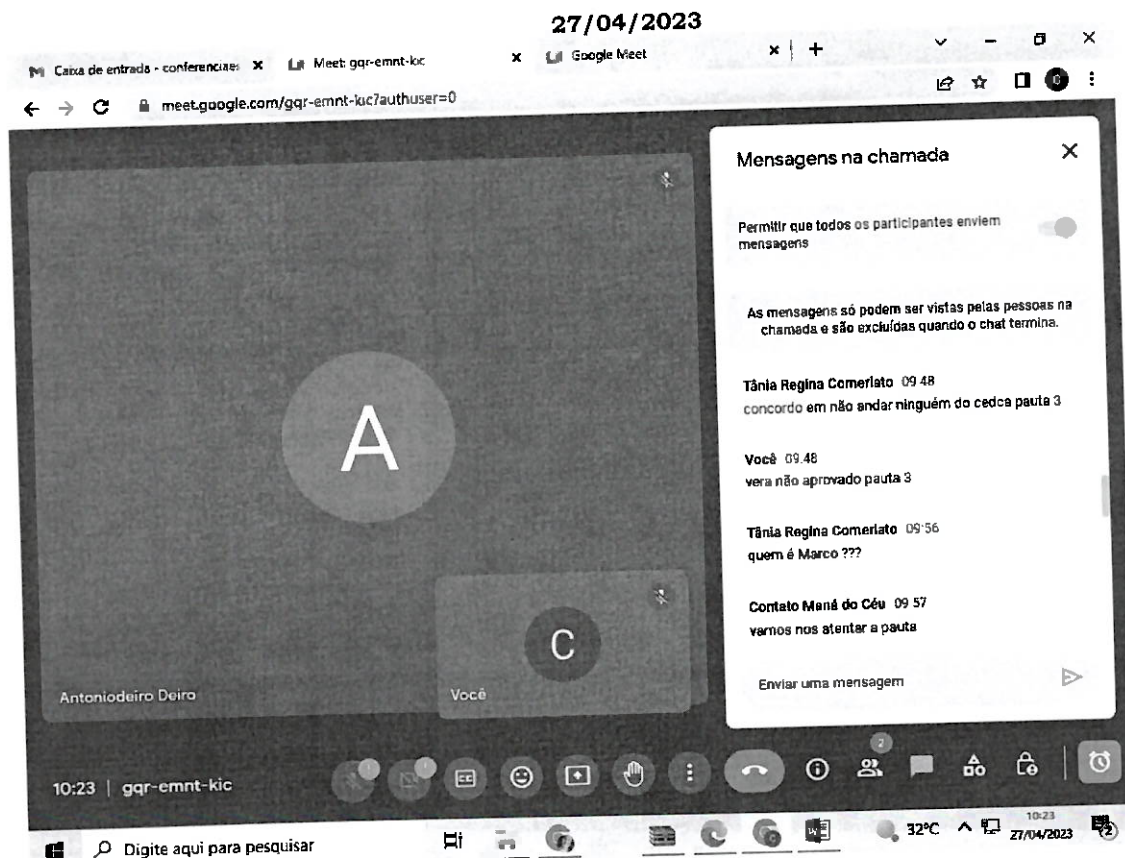 27/04/2023
Caixa de entrada - conferenciaes
Meet: gqr-emnt-kic
Google Meet
meet.google.com/gqr-emnt-kic?authuser=0
C
Mensagens na chamada
Permitir que todos os participantes enviem
mensagens
As mensagens só podem ser vistas pelas pessoas na
chamada e são excluídas quando o chat termina.
Tânia Regina Comerlato 09:48
concordo em não andar ninguém do cedca pauta 3
Você 09:48
vera não aprovado pauta 3
Tânia Regina Comerlato 09:56
quem é Marco ???
Contato Maná do Céu 09:57
vamos nos atentar a pauta
Enviar uma mensagem
A
C
Antoniodeiro Deiro
Você
2
10:23 | gqr-emnt-kic
CC
Digite aqui para pesquisar
32°C
10:23
27/04/2023
2